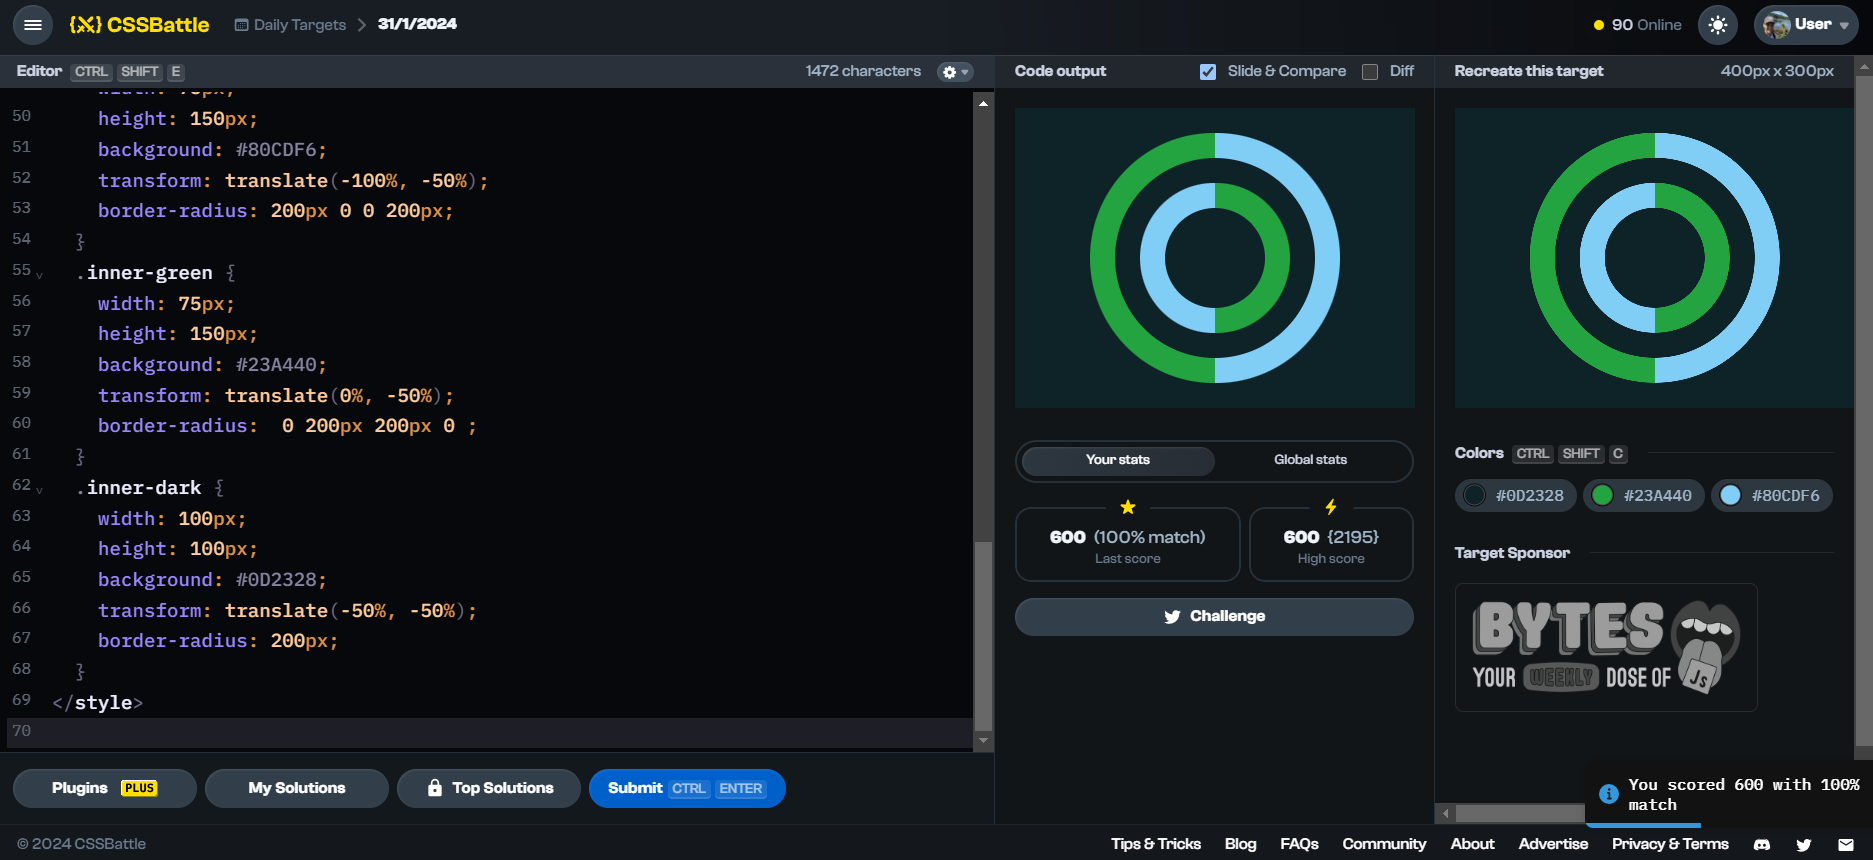 CSSBattle
Daily Targets
31/1/2024
90 Online
User
Editor CTRL SHIFT E
1472 characters
50 height: 150px;
51 background: #80CDF6;
52 transform: translate(-100%, -50%);
53 border-radius: 200px 0 0 200px;
54 }
55 .inner-green {
56 width: 75px;
57 height: 150px;
58 background: #23A440;
59 transform: translate(0%, -50%);
60 border-radius:  0 200px 200px 0 ;
61 }
62 .inner-dark {
63 width: 100px;
64 height: 100px;
65 background: #0D2328;
66 transform: translate(-50%, -50%);
67 border-radius: 200px;
68 }
69 </style>
70
Plugins PLUS
My Solutions
Top Solutions
Submit CTRL ENTER
Code output
Slide & Compare
Diff
Your stats
Global stats
600 (100% match)
Last score
600 {2195}
High score
Challenge
Recreate this target
400px x 300px
Colors CTRL SHIFT C
#0D2328
#23A440
#80CDF6
Target Sponsor
BYTES
YOUR WEEKLY DOSE OF JS
You scored 600 with 100%
match
© 2024 CSSBattle
Tips & Tricks
Blog
FAQs
Community
About
Advertise
Privacy & Terms